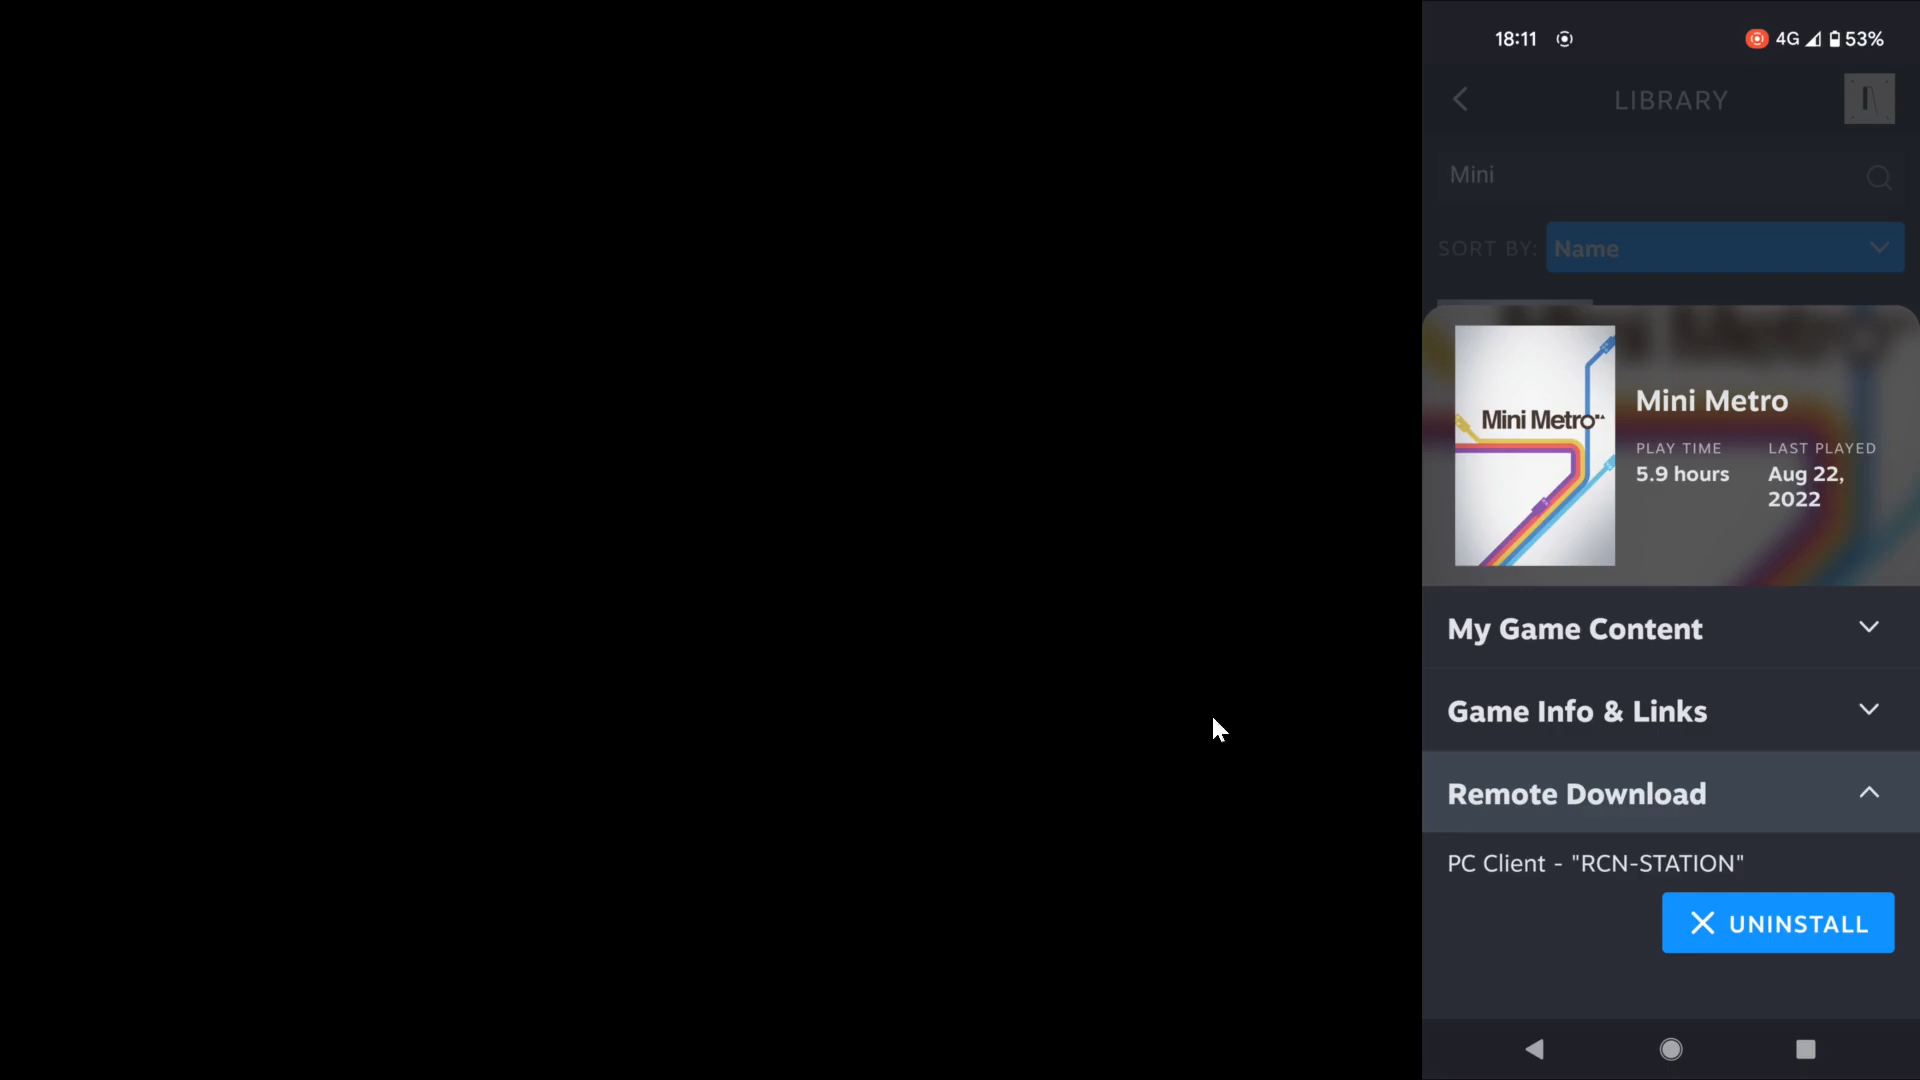 18:11
4G 53%
LIBRARY
Mini
SORT BY: Name
Mini Metro
Mini Metro
PLAY TIME
5.9 hours
LAST PLAYED
Aug 22,
2022
My Game Content
Game Info & Links
Remote Download
PC Client - "RCN-STATION"
UNINSTALL